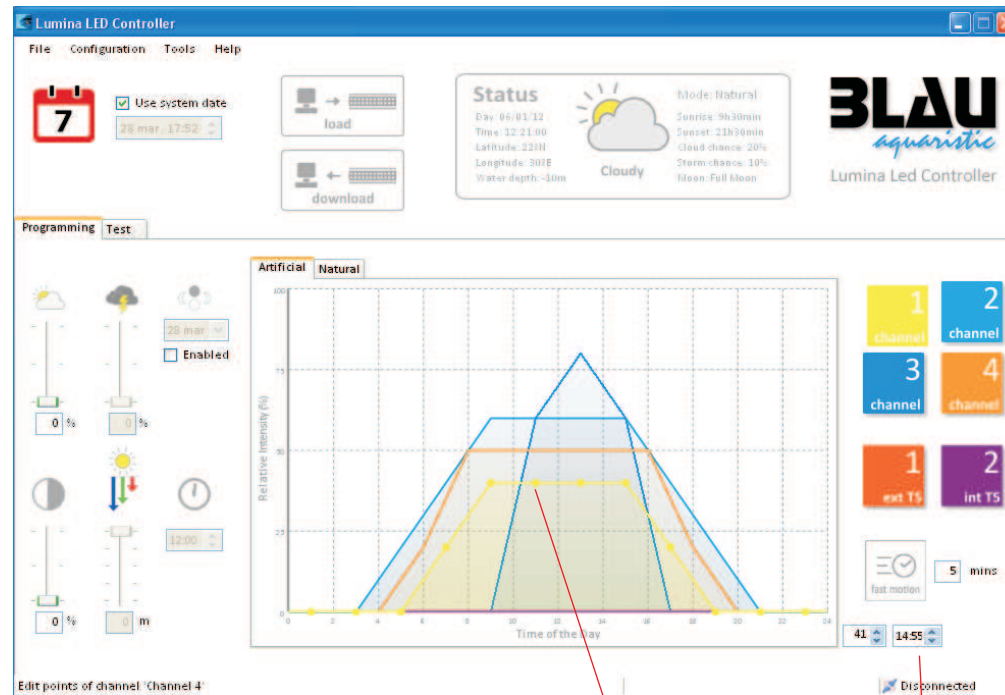 Lumina LED Controller
File Configuration Tools Help
7
Use system date
28 mar, 17:52
load
download
Status
Day: 06/01/12
Time: 12:21:00
Latitude: 22ºN
Longitude: 30ºE
Water depth: -10m
Cloudy
Mode: Natural
Sunrise: 9h30min
Sunset: 21h30min
Cloud chance: 20%
Storm chance: 10%
Moon: Full Moon
BLAU
aquaristic
Lumina Led Controller
Programming Test
28 mar
Enabled
0 %
0 %
12:00
0 %
0 m
Artificial Natural
Relative Intensity (%)
100
75
50
25
0
0 2 4 6 8 10 12 14 16 18 20 22 24
Time of the Day
1
channel
2
channel
3
channel
4
channel
1
ext T5
2
int T5
fast motion
5 mins
41 14:55
Edit points of channel 'Channel 4'
Disconnected